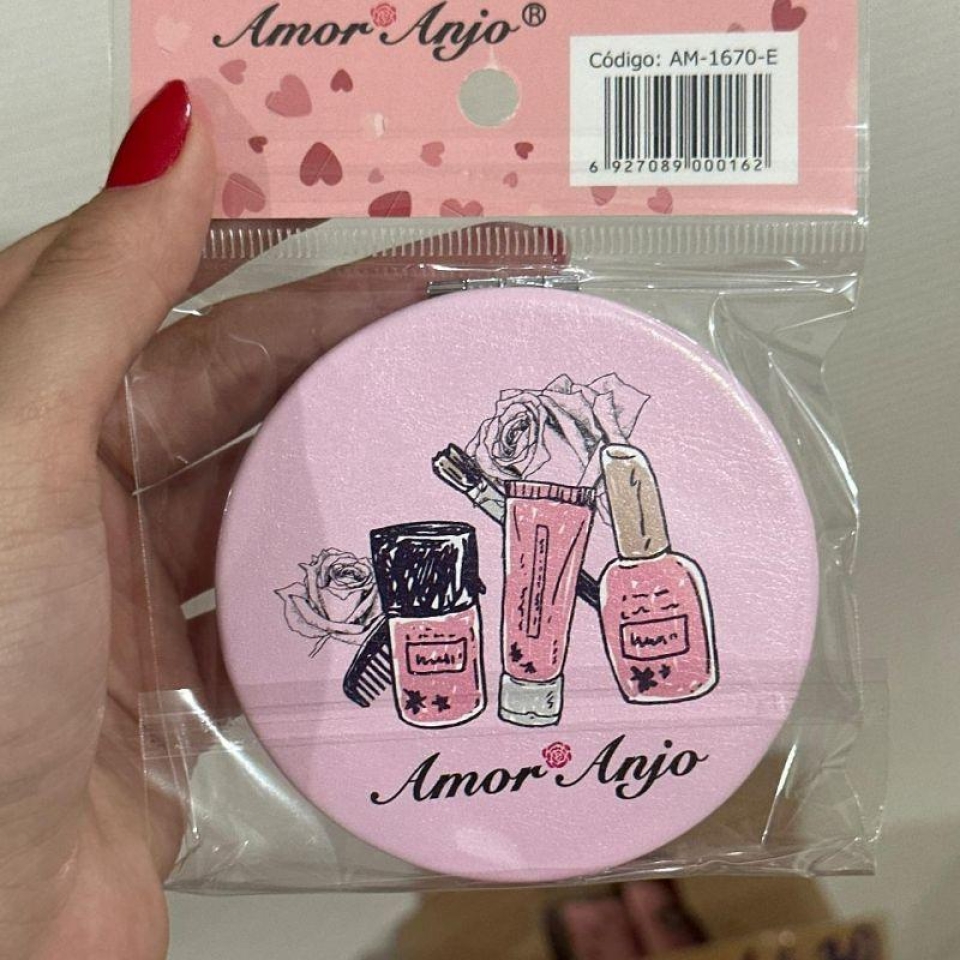 Amor Anjo®
Código: AM-1670-E
6 927089 000162
Amor Anjo